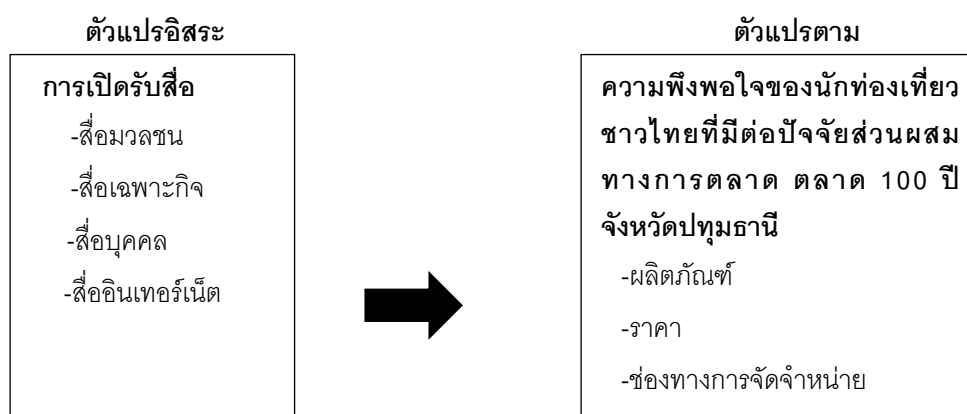 ตัวแปรอิสระ
การเปิดรับสื่อ
-สื่อมวลชน
-สื่อเฉพาะกิจ
-สื่อบุคคล
-สื่ออินเทอร์เน็ต
ตัวแปรตาม
ความพึงพอใจของนักท่องเที่ยว
ชาวไทยที่มีต่อปัจจัยส่วนผสม
ทางการตลาด ตลาด 100 ปี
จังหวัดปทุมธานี
-ผลิตภัณฑ์
-ราคา
-ช่องทางการจัดจำหน่าย